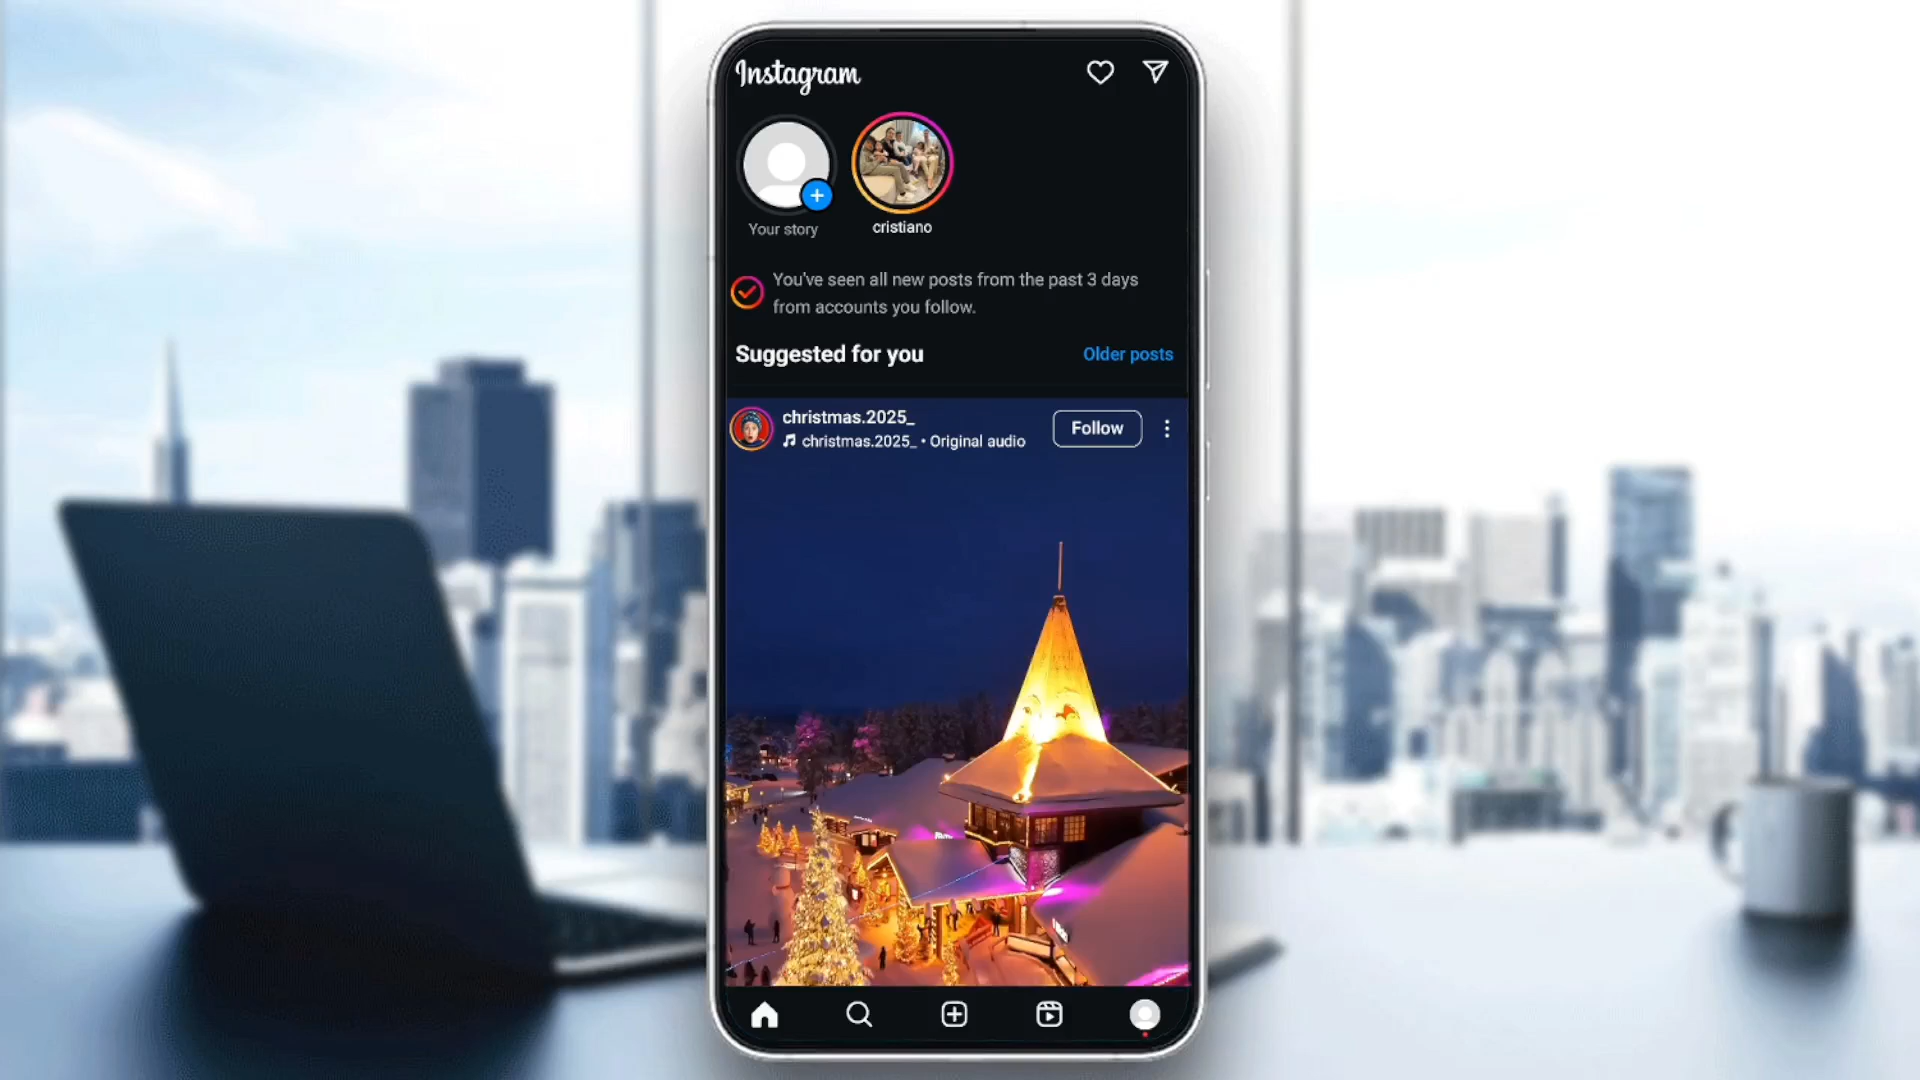 Instagram
Your story
cristiano
You've seen all new posts from the past 3 days
from accounts you follow.
Suggested for you
Older posts
christmas.2025_
Follow
christmas.2025_ • Original audio